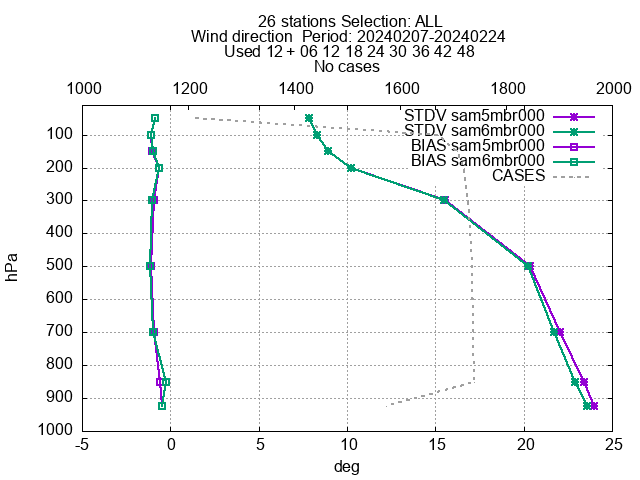 26 stations Selection: ALL
Wind direction  Period: 20240207-20240224
Used 12 + 06 12 18 24 30 36 42 48
No cases
1000 1200 1400 1600 1800 2000
STDV sam5mbr000
STDV sam6mbr000
BIAS sam5mbr000
BIAS sam6mbr000
CASES
100
200
300
400
500
600
700
800
900
1000
hPa
-5 0 5 10 15 20 25
deg